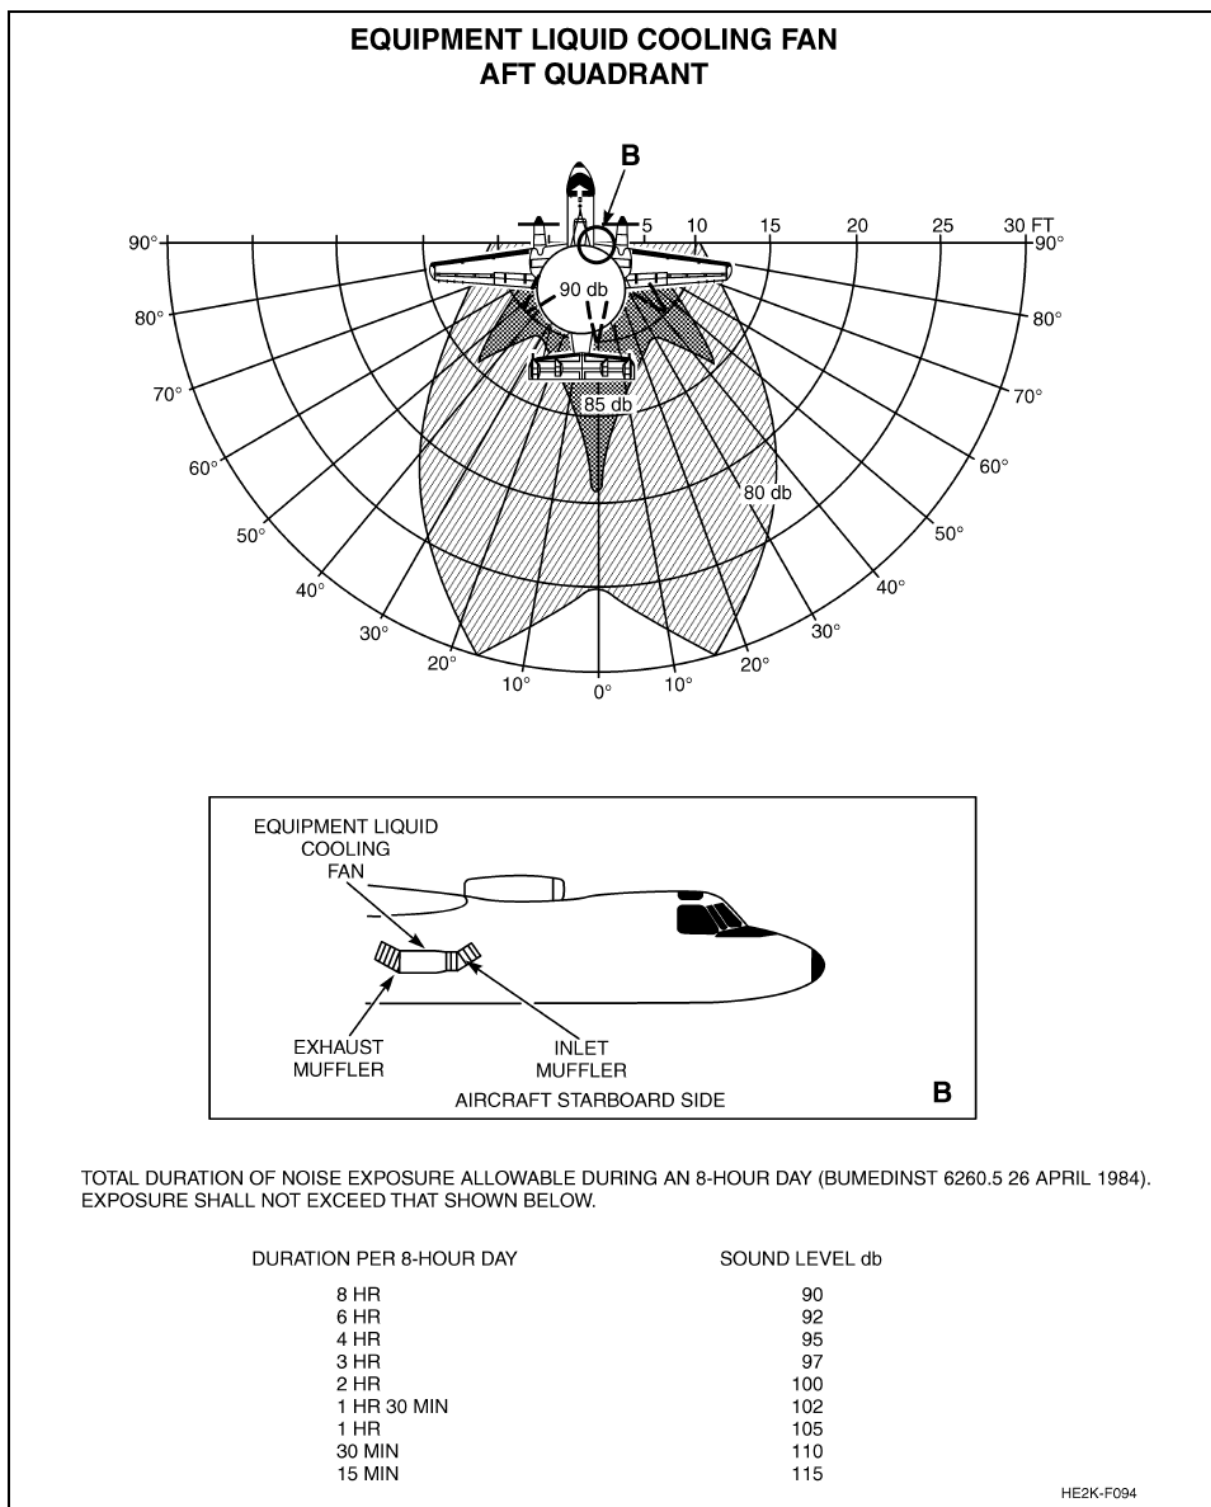 EQUIPMENT LIQUID COOLING FAN
AFT QUADRANT
B
5 10 15 20 25 30 FT
90° 90°
90 db
80° 80°
70° 85 db 70°
60° 60°
80 db
50° 50°
40° 40°
30° 30°
20° 20°
10° 10°
0°
EQUIPMENT LIQUID
COOLING
FAN
EXHAUST
MUFFLER
INLET
MUFFLER
AIRCRAFT STARBOARD SIDE
B
TOTAL DURATION OF NOISE EXPOSURE ALLOWABLE DURING AN 8-HOUR DAY (BUMEDINST 6260.5 26 APRIL 1984).
EXPOSURE SHALL NOT EXCEED THAT SHOWN BELOW.
DURATION PER 8-HOUR DAY SOUND LEVEL db
8 HR 90
6 HR 92
4 HR 95
3 HR 97
2 HR 100
1 HR 30 MIN 102
1 HR 105
30 MIN 110
15 MIN 115
HE2K-F094